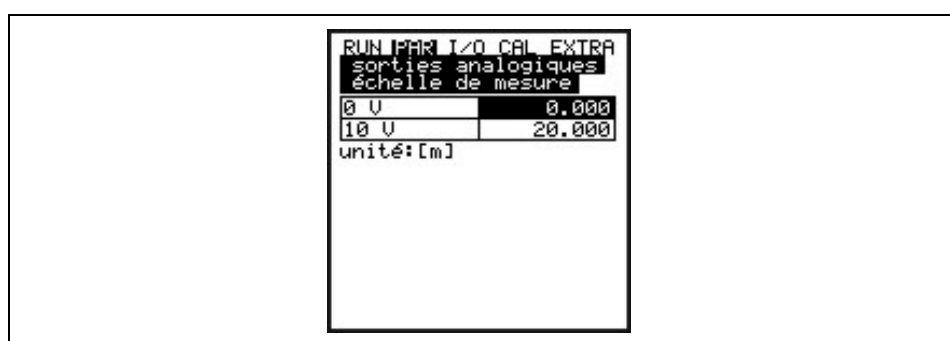 RUN PAR I/O CAL EXTRA
sorties analogiques
échelle de mesure
0 V 0.000
10 V 20.000
unité:[m]